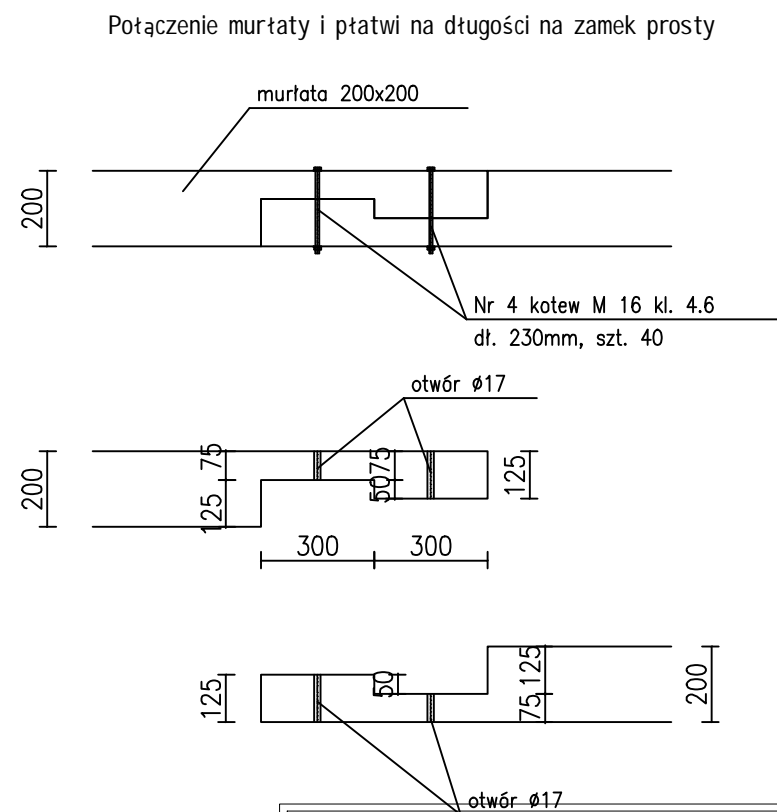 Połączenie murłaty i płatwi na długości na zamek prosty
murłata 200x200
200
Nr 4 kotew M 16 kl. 4.6
dł. 230mm, szt. 40
otwór ø17
200
75
125
75
50
125
300
300
125
50
125
75
200
otwór ø17